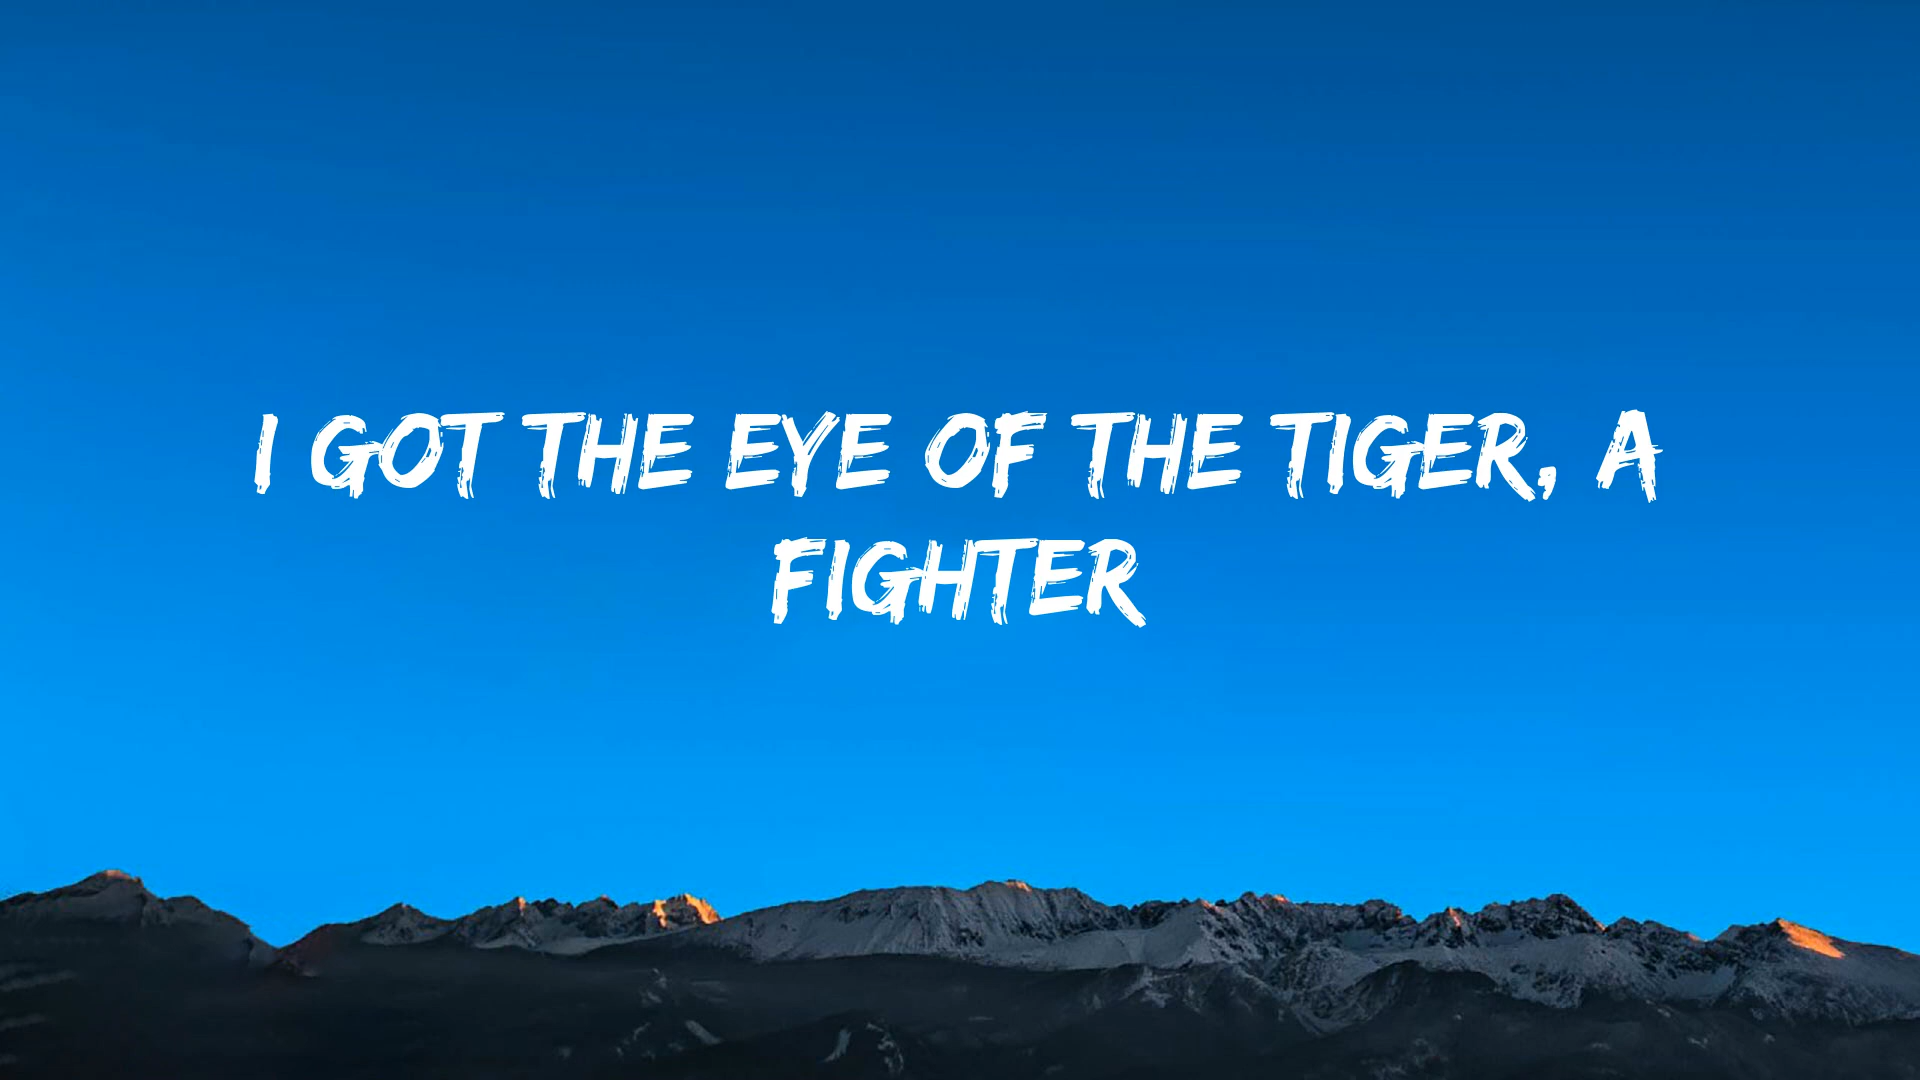 I GOT THE EYE OF THE TIGER, A
FIGHTER